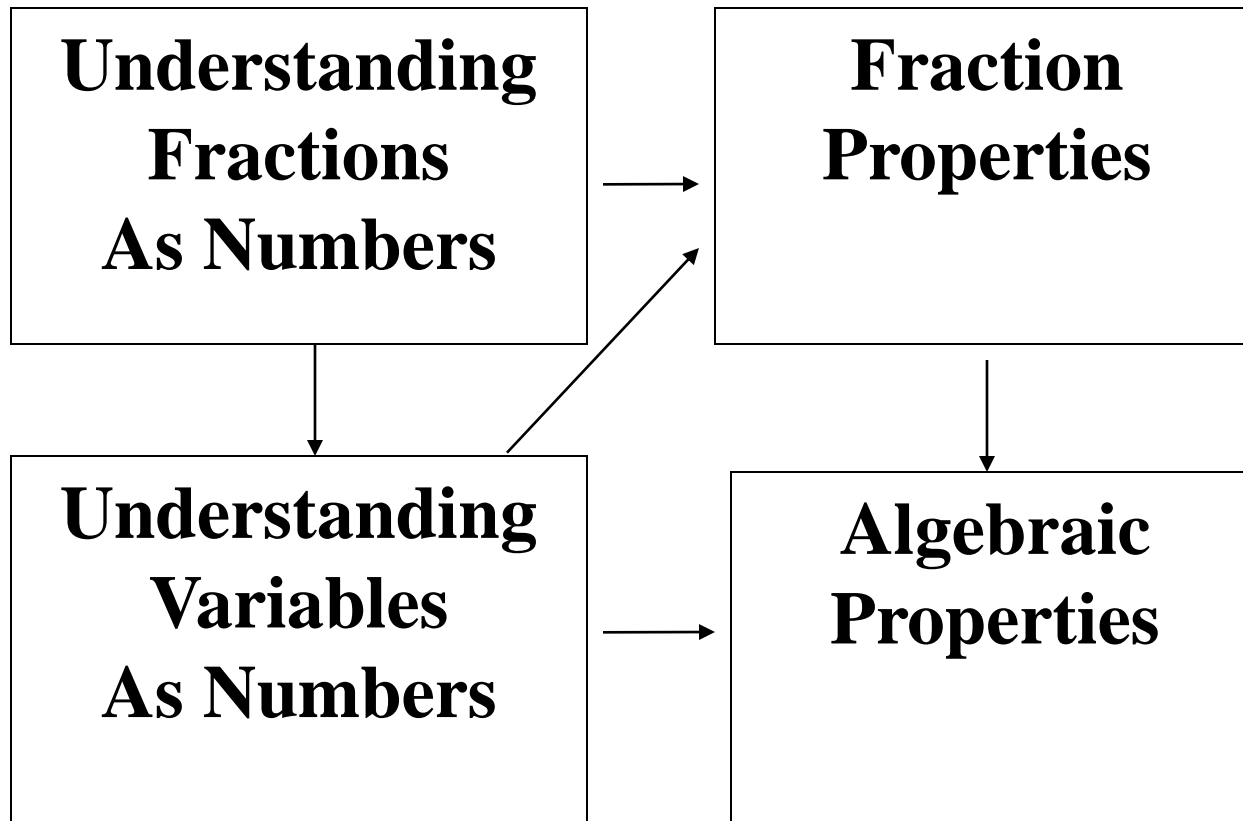 Understanding
Fractions
As Numbers
Fraction
Properties
Understanding
Variables
As Numbers
Algebraic
Properties